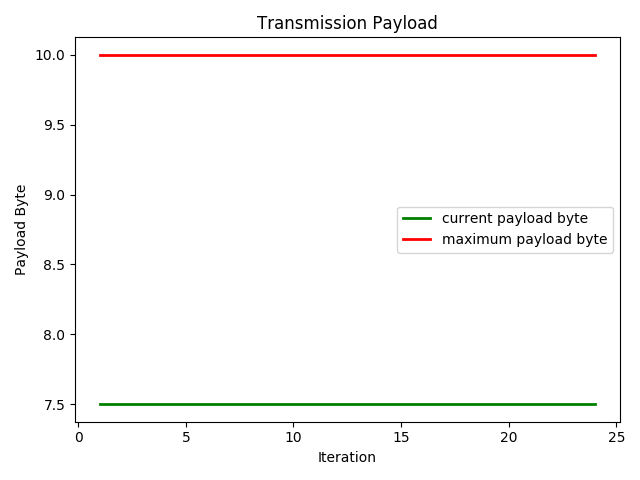 Transmission Payload
10.0
9.5
9.0
8.5
8.0
7.5
Payload Byte
current payload byte
maximum payload byte
0 5 10 15 20 25
Iteration